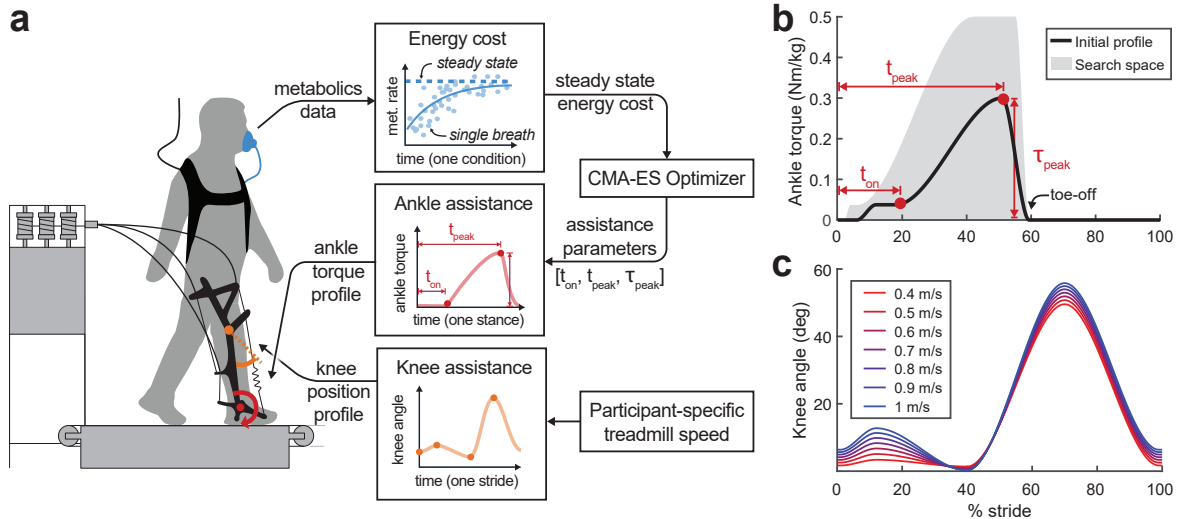 a
Energy cost
steady state
met. rate
single breath
time (one condition)
metabolics
data
steady state
energy cost
CMA-ES Optimizer
assistance
parameters
[t_on, t_peak, τ_peak]
Ankle assistance
t_peak
ankle torque
t_on
time (one stance)
ankle
torque
profile
knee
position
profile
Knee assistance
knee angle
time (one stride)
Participant-specific
treadmill speed
b
Ankle torque (Nm/kg)
0.5
0.4
0.3
0.2
0.1
0
Initial profile
Search space
t_peak
t_on
τ_peak
toe-off
0 20 40 60 80 100
c
Knee angle (deg)
60
40
20
0.4 m/s
0.5 m/s
0.6 m/s
0.7 m/s
0.8 m/s
0.9 m/s
1 m/s
0 20 40 60 80 100
% stride